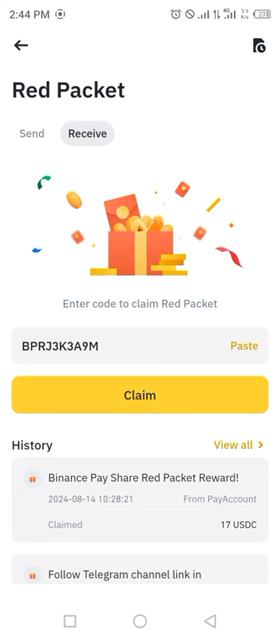 2:44 PM
Red Packet
Send Receive
Enter code to claim Red Packet
BPRJ3K3A9M Paste
Claim
History View all
Binance Pay Share Red Packet Reward!
2024-08-14 10:28:21 From PayAccount
Claimed 17 USDC
Follow Telegram channel link in